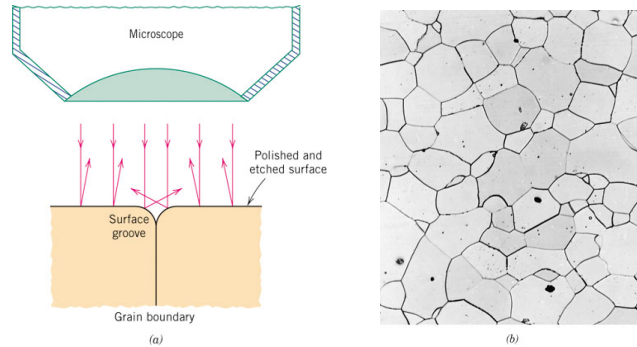 Microscope
Polished and
etched surface
Surface
groove
Grain boundary
(a)
(b)